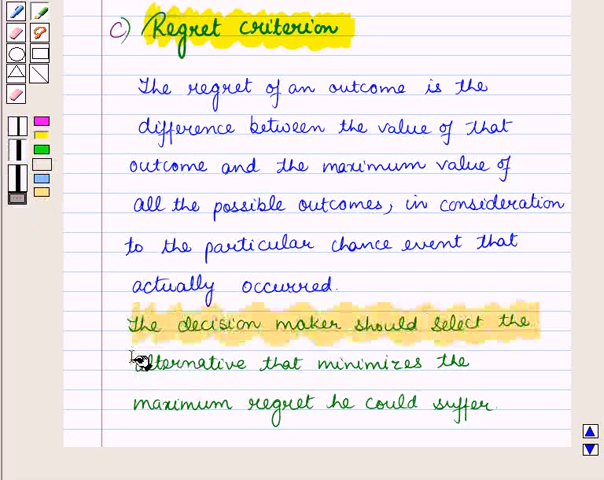 c) Regret criterion
The regret of an outcome is the
difference between the value of that
outcome and the maximum value of
all the possible outcomes, in consideration
to the particular chance event that
actually occurred.
The decision maker should select the
alternative that minimizes the
maximum regret he could suffer.